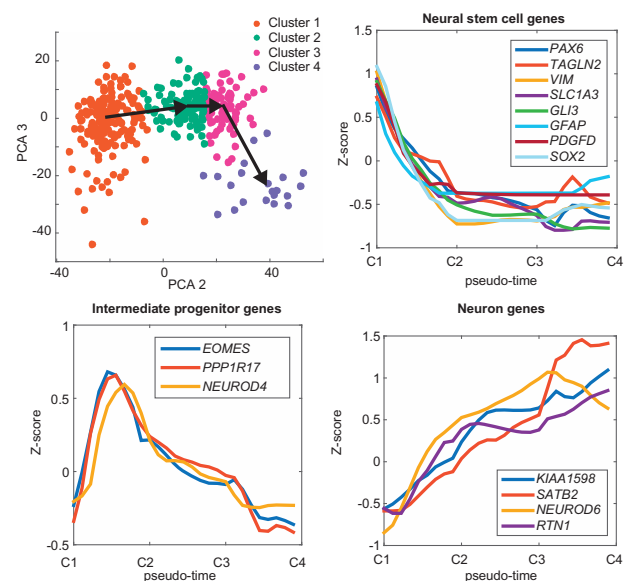 Cluster 1
Cluster 2
Cluster 3
Cluster 4
20
0
-20
-40
PCA 3
-40
0
40
PCA 2
Neural stem cell genes
PAX6
TAGLN2
VIM
SLC1A3
GLI3
GFAP
PDGFD
SOX2
1
0.5
0
-0.5
-1
Z-score
C1
C2
C3
C4
pseudo-time
Intermediate progenitor genes
EOMES
PPP1R17
NEUROD4
1
0.5
0
-0.5
Z-score
C1
C2
C3
C4
pseudo-time
Neuron genes
KIAA1598
SATB2
NEUROD6
RTN1
1.5
1
0.5
0
-0.5
-1
Z-score
C1
C2
C3
C4
pseudo-time